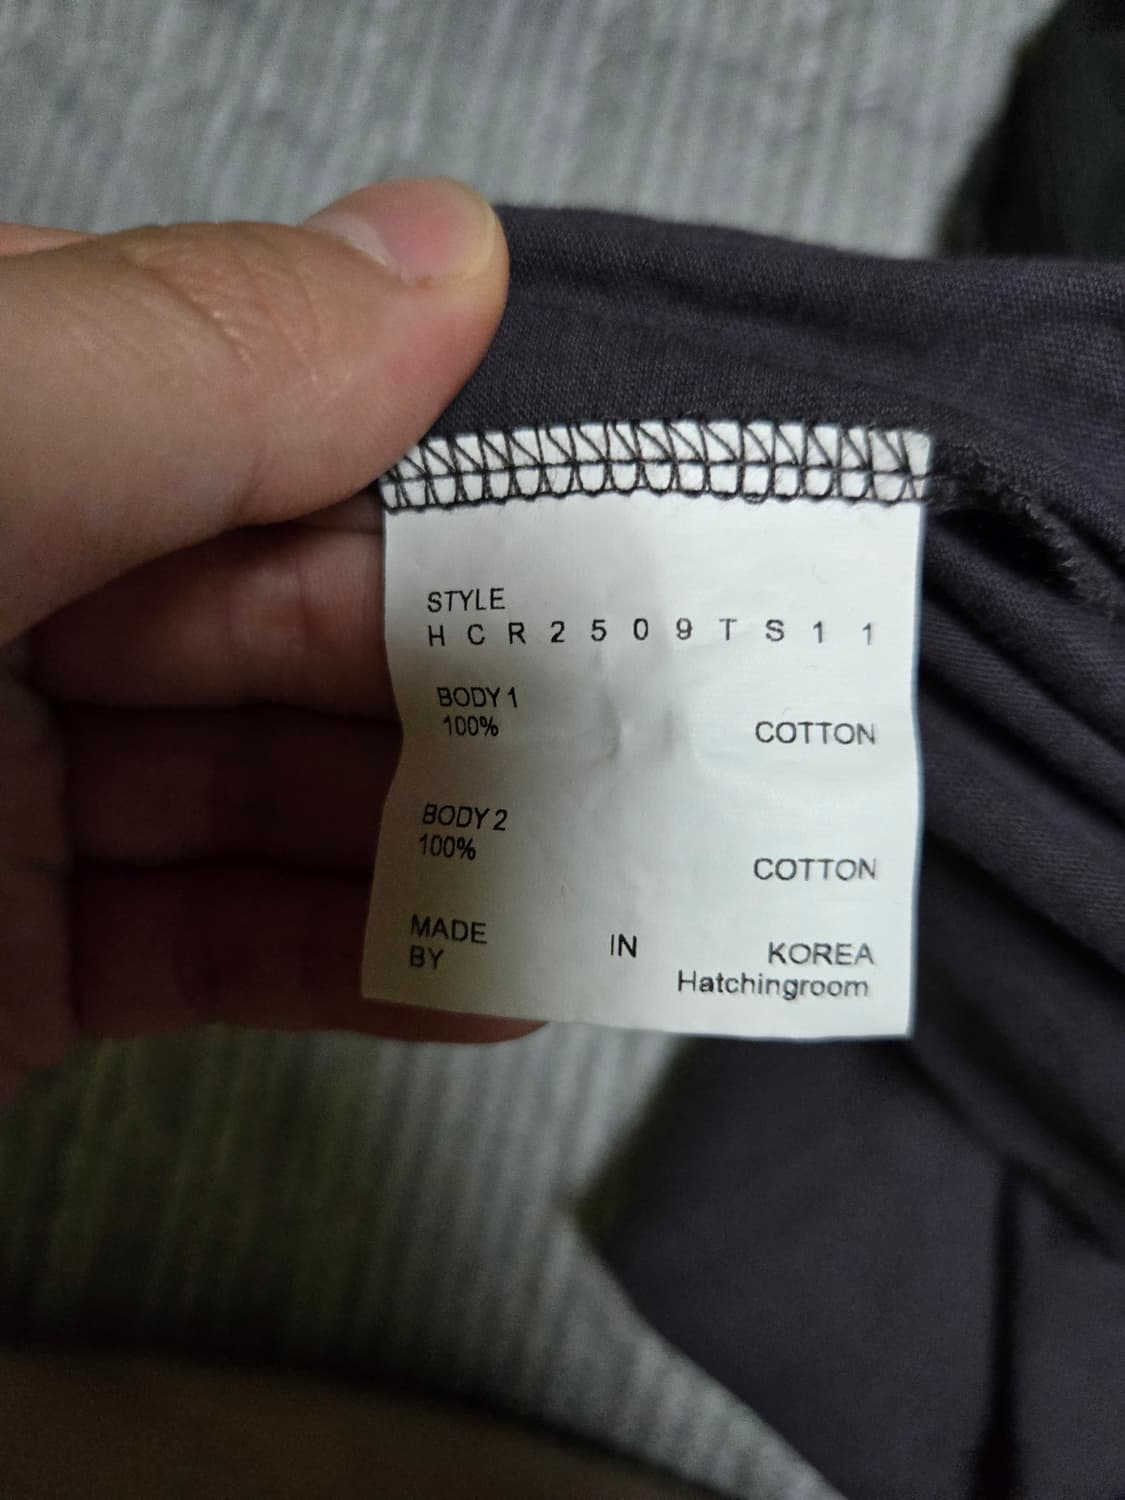 STYLE
H C R 2 5 0 9 T S 1 1
BODY 1
100% COTTON
BODY 2
100% COTTON
MADE IN KOREA
BY Hatchingroom